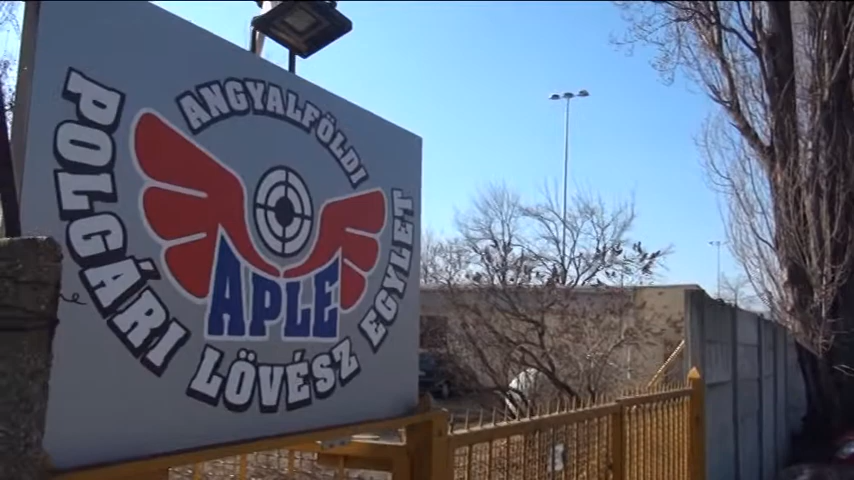 ANGYALFÖLDI
POLGÁRI
LÖVÉSZ
EGYLET
APLE